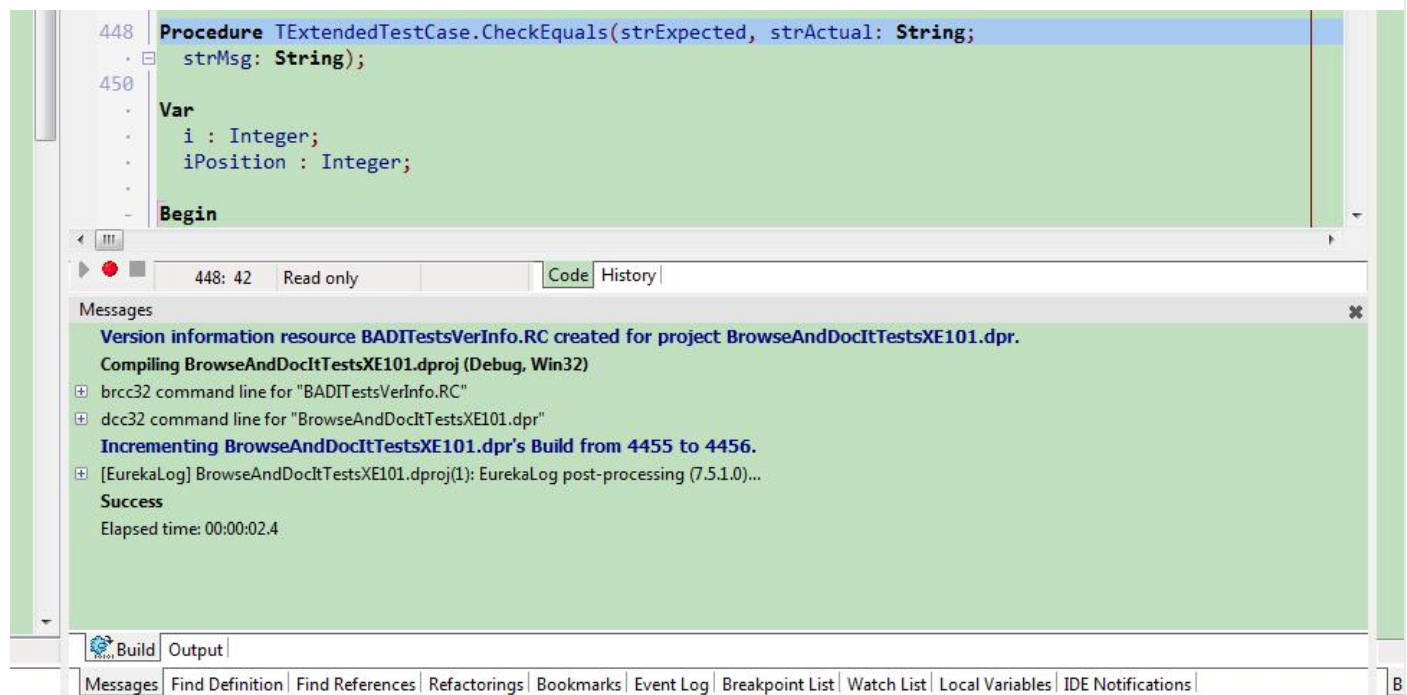 448 Procedure TExtendedTestCase.CheckEquals(strExpected, strActual: String;
strMsg: String);
450
Var
i : Integer;
iPosition : Integer;
Begin
448: 42 Read only Code History
Messages
Version information resource BADITestsVerInfo.RC created for project BrowseAndDocItTestsXE101.dpr.
Compiling BrowseAndDocItTestsXE101.dproj (Debug, Win32)
brcc32 command line for "BADITestsVerInfo.RC"
dcc32 command line for "BrowseAndDocItTestsXE101.dpr"
Incrementing BrowseAndDocItTestsXE101.dpr's Build from 4455 to 4456.
[EurekaLog] BrowseAndDocItTestsXE101.dproj(1): EurekaLog post-processing (7.5.1.0)...
Success
Elapsed time: 00:00:02.4
Build Output
Messages Find Definition Find References Refactorings Bookmarks Event Log Breakpoint List Watch List Local Variables IDE Notifications B